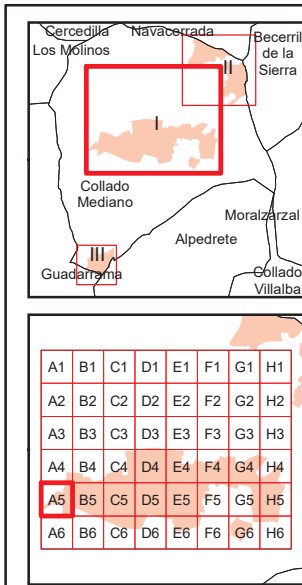 Cercedilla Navacerrada Becerril
Los Molinos de la
II Sierra
I
Collado
Mediano
Moralzarzal
Alpedrete
III
Guadarrama Collado
Villalba
A1 B1 C1 D1 E1 F1 G1 H1
A2 B2 C2 D2 E2 F2 G2 H2
A3 B3 C3 D3 E3 F3 G3 H3
A4 B4 C4 D4 E4 F4 G4 H4
A5 B5 C5 D5 E5 F5 G5 H5
A6 B6 C6 D6 E6 F6 G6 H6